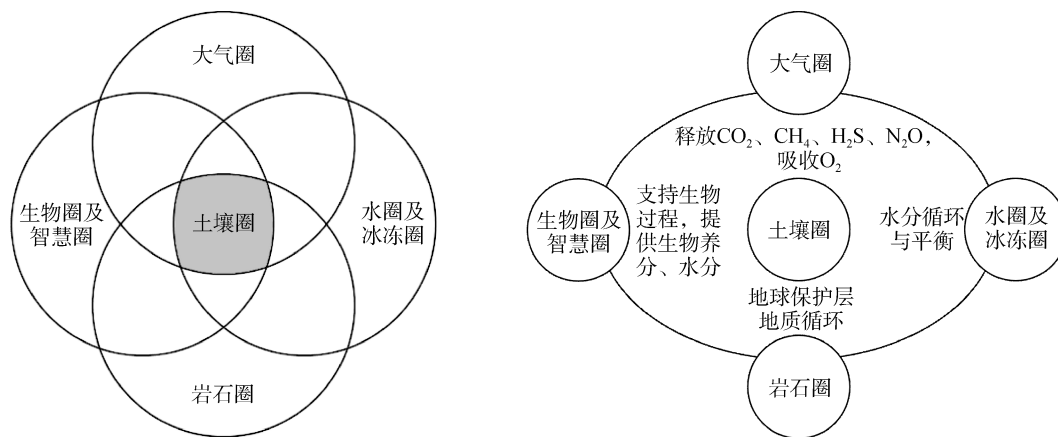 大气圈
生物圈及
智慧圈
土壤圈
水圈及
冰冻圈
岩石圈
大气圈
释放CO₂、CH₄、H₂S、N₂O，
吸收O₂
生物圈及
智慧圈
支持生物
过程，提
供生物养
分、水分
土壤圈
水分循环
与平衡
水圈及
冰冻圈
地球保护层
地质循环
岩石圈